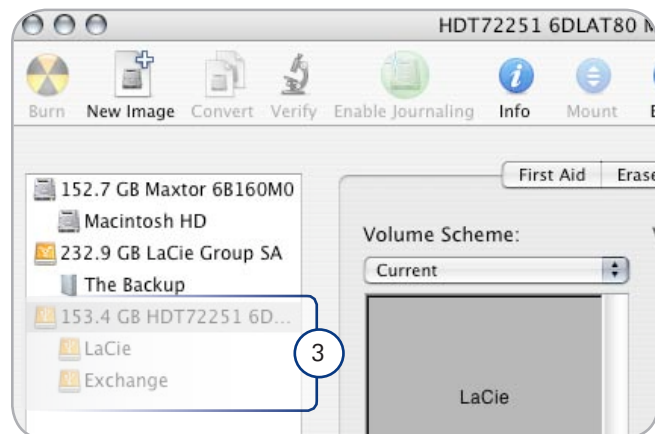 HDT72251 6DLAT80
Burn New Image Convert Verify Enable Journaling Info Mount
First Aid Erase
152.7 GB Maxtor 6B160M0
Macintosh HD
232.9 GB LaCie Group SA
The Backup
153.4 GB HDT72251 6D...
LaCie
Exchange
3
Volume Scheme:
Current
LaCie